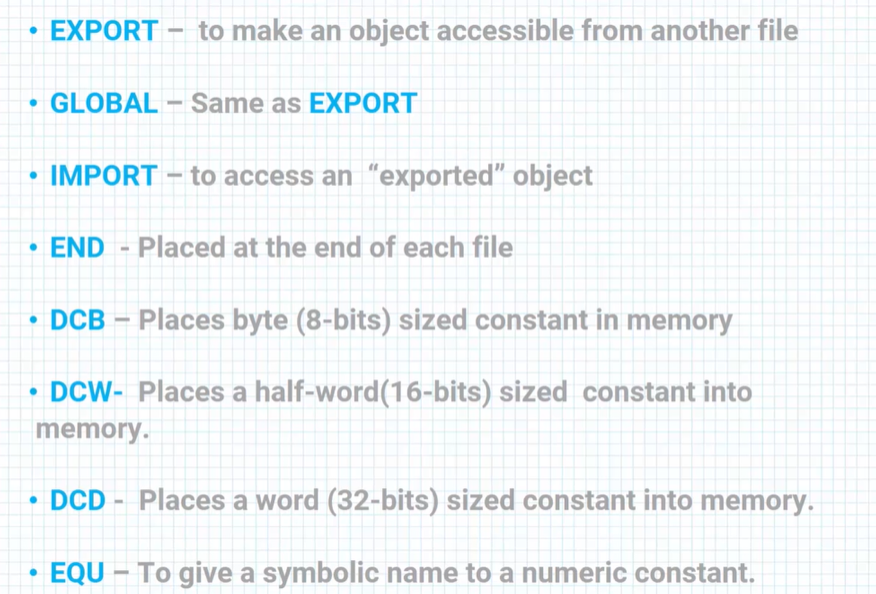 • EXPORT – to make an object accessible from another file
• GLOBAL – Same as EXPORT
• IMPORT – to access an “exported” object
• END - Placed at the end of each file
• DCB – Places byte (8-bits) sized constant in memory
• DCW- Places a half-word(16-bits) sized constant into
memory.
• DCD - Places a word (32-bits) sized constant into memory.
• EQU – To give a symbolic name to a numeric constant.